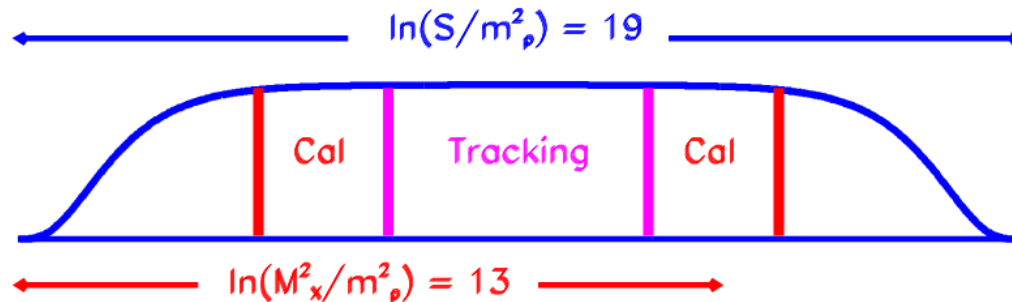 ln(S/m²ₚ) = 19
Cal Tracking Cal
ln(M²ₓ/m²ₚ) = 13